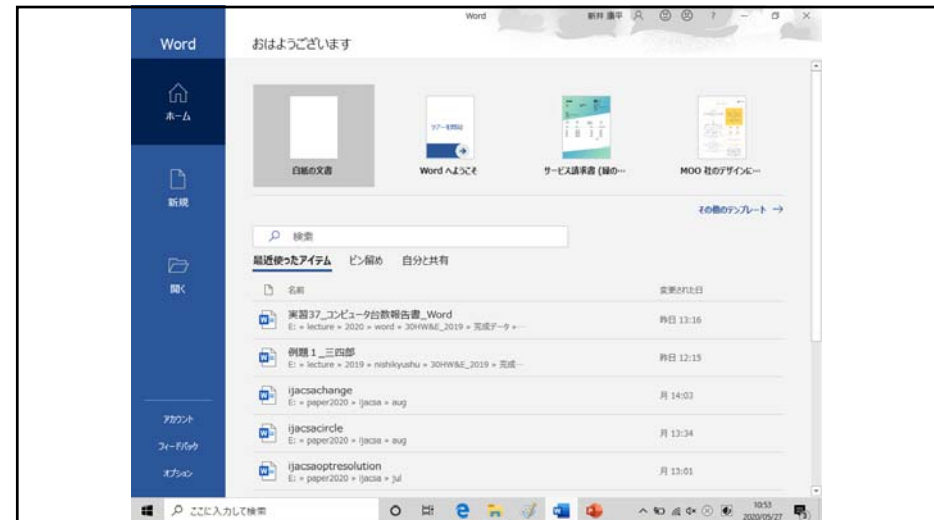 Word
新井 康平
?
Word
おはようございます
ホーム
新規
開く
白紙の文書
ツアーを開始
Word へようこそ
サービス請求書 (緑の…
MOO 社のデザインに…
その他のテンプレート →
検索
最近使ったアイテム ピン留め 自分と共有
名前 変更された日
実習37_コンピュータ台数報告書_Word
E: » lecture » 2020 » word » 30HW&E_2019 » 完成データ »…
昨日 13:16
例題１_三四郎
E: » lecture » 2019 » nishikyushu » 30HW&E_2019 » 完成…
昨日 12:15
ijacsachange
E: » paper2020 » ijacsa » aug
月 14:03
ijacsacircle
E: » paper2020 » ijacsa » aug
月 13:34
ijacsaoptresolution
E: » paper2020 » ijacsa » jul
月 13:01
アカウント
フィードバック
オプション
ここに入力して検索
10:53
2020/05/27